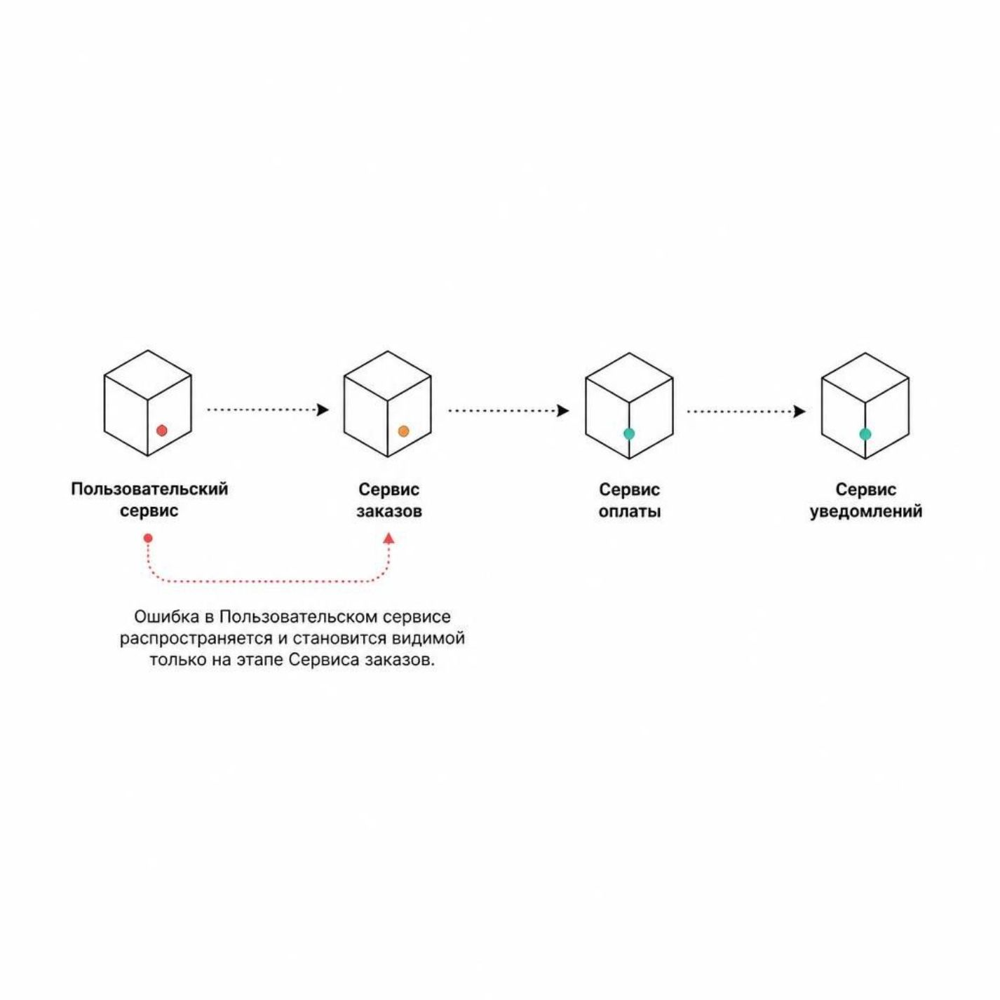 Пользовательский
сервис
Сервис
заказов
Сервис
оплаты
Сервис
уведомлений
Ошибка в Пользовательском сервисе
распространяется и становится видимой
только на этапе Сервиса заказов.